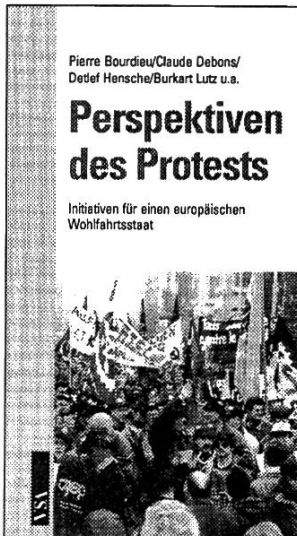 Pierre Bourdieu/Claude Debons/
Detlef Hensche/Burkart Lutz u.a.
Perspektiven
des Protests
Initiativen für einen europäischen
Wohlfahrtsstaat
VSA